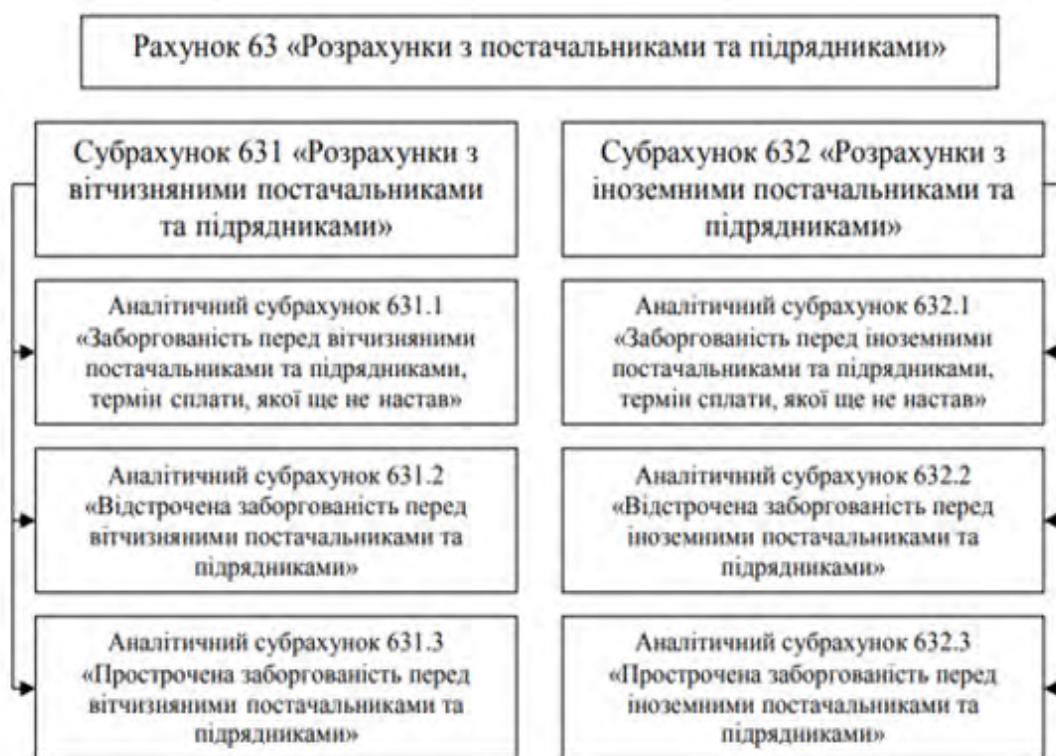 Рахунок 63 «Розрахунки з постачальниками та підрядниками»
Субрахунок 631 «Розрахунки з
вітчизняними постачальниками
та підрядниками»
Аналітичний субрахунок 631.1
«Заборгованість перед вітчизняними
постачальниками та підрядниками,
термін сплати, якої ще не настав»
Аналітичний субрахунок 631.2
«Відстрочена заборгованість перед
вітчизняними постачальниками та
підрядниками»
Аналітичний субрахунок 631.3
«Прострочена заборгованість перед
вітчизняними постачальниками та
підрядниками»
Субрахунок 632 «Розрахунки з
іноземними постачальниками та
підрядниками»
Аналітичний субрахунок 632.1
«Заборгованість перед іноземними
постачальниками та підрядниками,
термін сплати, якої ще не настав»
Аналітичний субрахунок 632.2
«Відстрочена заборгованість перед
іноземними постачальниками та
підрядниками»
Аналітичний субрахунок 632.3
«Прострочена заборгованість перед
іноземними постачальниками та
підрядниками»